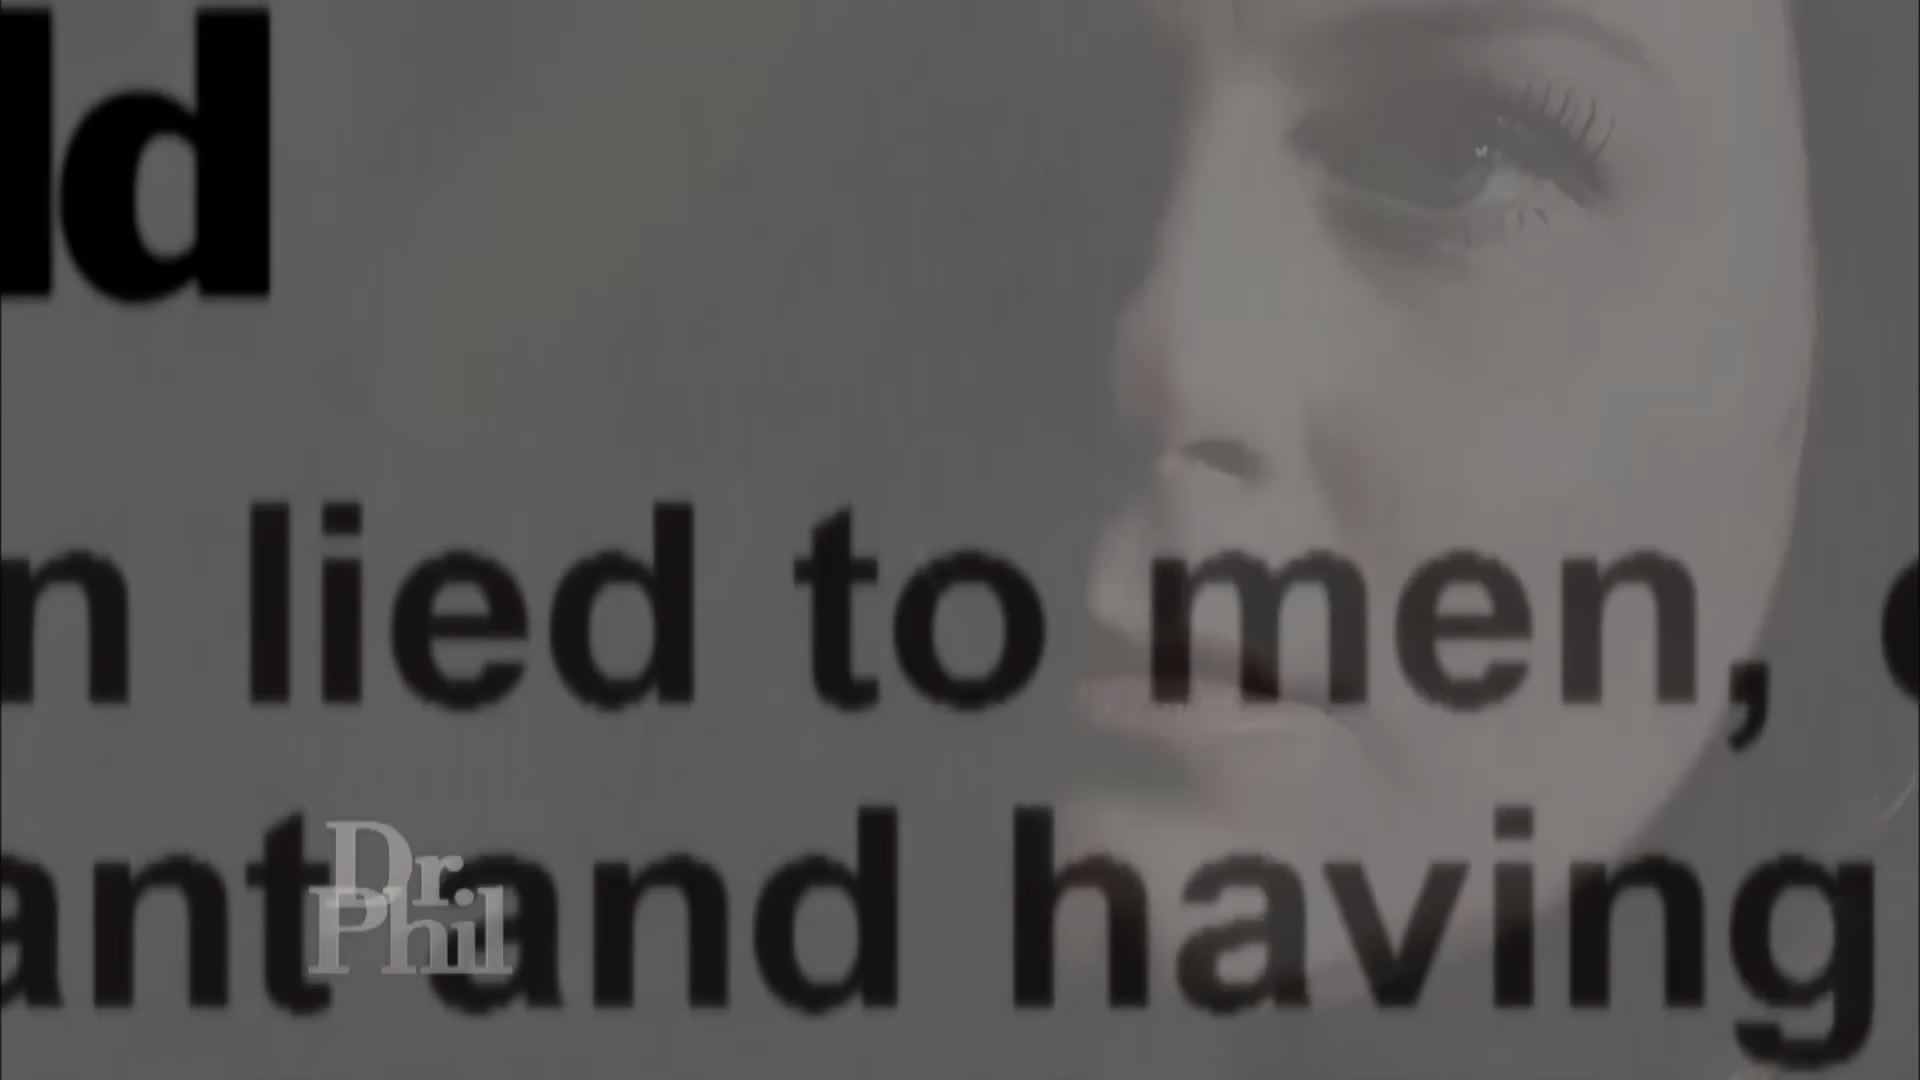 ld
n lied to men,
ant and having
Dr.
Phil